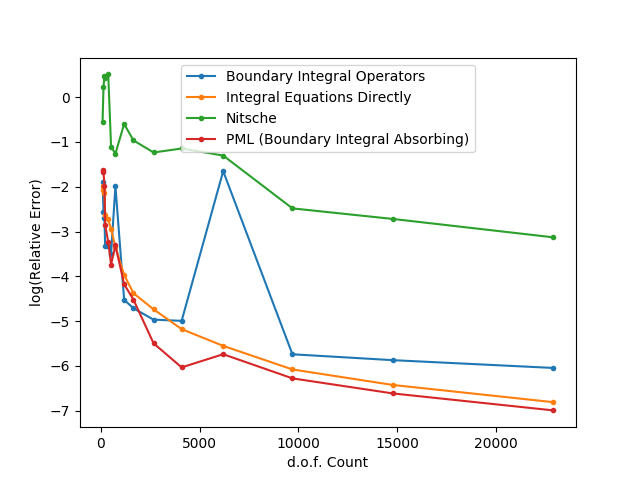 Boundary Integral Operators
Integral Equations Directly
Nitsche
PML (Boundary Integral Absorbing)
log(Relative Error)
0
−1
−2
−3
−4
−5
−6
−7
0 5000 10000 15000 20000
d.o.f. Count